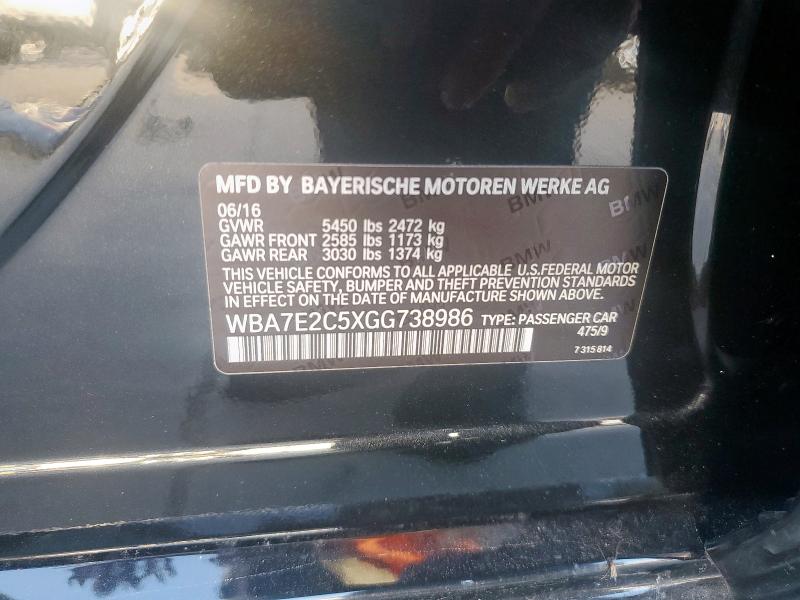 MFD BY BAYERISCHE MOTOREN WERKE AG
06/16
GVWR 5450 lbs 2472 kg
GAWR FRONT 2585 lbs 1173 kg
GAWR REAR 3030 lbs 1374 kg
THIS VEHICLE CONFORMS TO ALL APPLICABLE U.S.FEDERAL MOTOR
VEHICLE SAFETY, BUMPER AND THEFT PREVENTION STANDARDS
IN EFFECT ON THE DATE OF MANUFACTURE SHOWN ABOVE.
WBA7E2C5XGG738986 TYPE: PASSENGER CAR
475/9
7 315 814
BMW
BMW
BMW